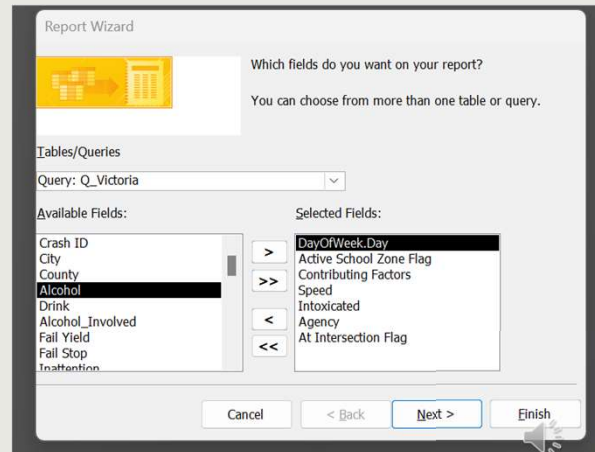 Report Wizard
Which fields do you want on your report?
You can choose from more than one table or query.
Tables/Queries
Query: Q_Victoria
Available Fields:
Crash ID
City
County
Alcohol
Drink
Alcohol_Involved
Fail Yield
Fail Stop
Inattention
>
>>
<
<<
Selected Fields:
DayOfWeek.Day
Active School Zone Flag
Contributing Factors
Speed
Intoxicated
Agency
At Intersection Flag
Cancel
< Back
Next >
Finish